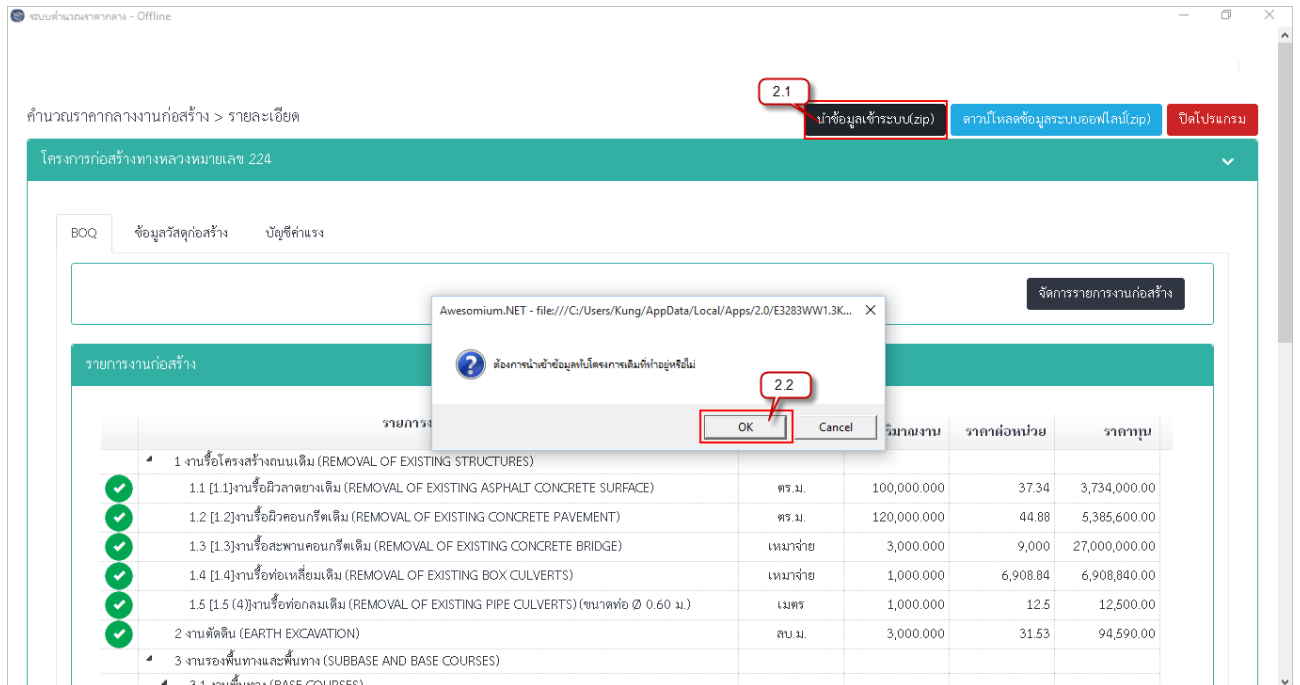 ระบบคำนวณราคากลาง - Offline
2.1
คำนวณราคากลางงานก่อสร้าง > รายละเอียด
นำข้อมูลเข้าระบบ(zip)
ดาวน์โหลดข้อมูลระบบออฟไลน์(zip)
ปิดโปรแกรม
โครงการก่อสร้างทางหลวงหมายเลข 224
BOQ ข้อมูลวัสดุก่อสร้าง บัญชีค่าแรง
จัดการรายการงานก่อสร้าง
Awesomium.NET - file:///C:/Users/Kung/AppData/Local/Apps/2.0/E3283WW1.3K...
ต้องการนำเข้าข้อมูลทับโครงการเดิมที่ทำอยู่หรือไม่
2.2
OK Cancel
รายการงานก่อสร้าง
รายการง ริมาณงาน ราคาต่อหน่วย ราคาทุน
1 งานรื้อโครงสร้างถนนเดิม (REMOVAL OF EXISTING STRUCTURES)
1.1 [1.1]งานรื้อผิวลาดยางเดิม (REMOVAL OF EXISTING ASPHALT CONCRETE SURFACE) ตร.ม. 100,000.000 37.34 3,734,000.00
1.2 [1.2]งานรื้อผิวคอนกรีตเดิม (REMOVAL OF EXISTING CONCRETE PAVEMENT) ตร.ม. 120,000.000 44.88 5,385,600.00
1.3 [1.3]งานรื้อสะพานคอนกรีตเดิม (REMOVAL OF EXISTING CONCRETE BRIDGE) เหมาจ่าย 3,000.000 9,000 27,000,000.00
1.4 [1.4]งานรื้อท่อเหลี่ยมเดิม (REMOVAL OF EXISTING BOX CULVERTS) เหมาจ่าย 1,000.000 6,908.84 6,908,840.00
1.5 [1.5 (4)]งานรื้อท่อกลมเดิม (REMOVAL OF EXISTING PIPE CULVERTS) (ขนาดท่อ Ø 0.60 ม.) เมตร 1,000.000 12.5 12,500.00
2 งานตัดดิน (EARTH EXCAVATION) ลบ.ม. 3,000.000 31.53 94,590.00
3 งานรองพื้นทางและพื้นทาง (SUBBASE AND BASE COURSES)
3.1 งานพื้นทาง (BASE COURSES)